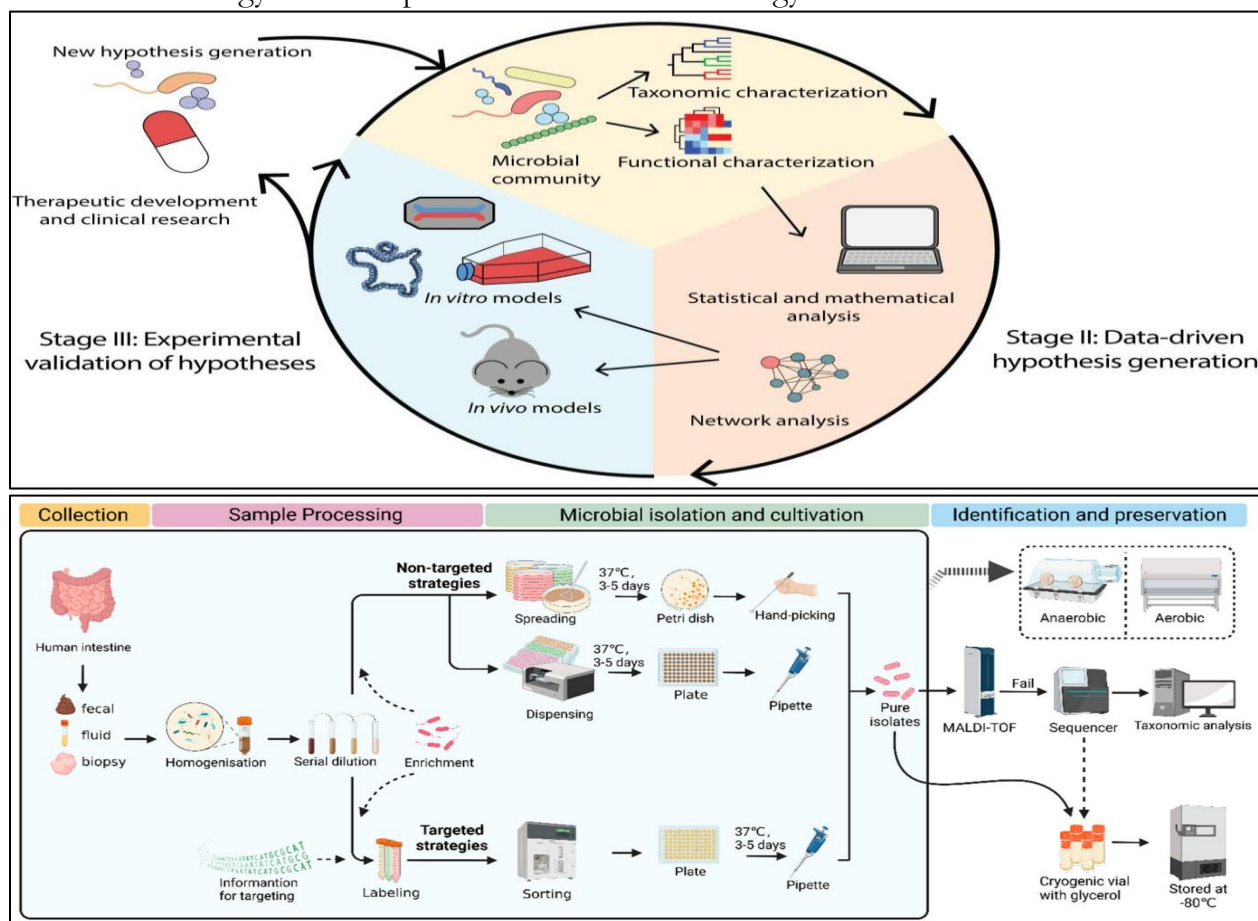 New hypothesis generation
Therapeutic development
and clinical research
Microbial
community
Taxonomic characterization
Functional characterization
Statistical and mathematical
analysis
Network analysis
Stage II: Data-driven
hypothesis generation
In vitro models
In vivo models
Stage III: Experimental
validation of hypotheses
Collection
Sample Processing
Microbial isolation and cultivation
Identification and preservation
Human intestine
fecal
fluid
biopsy
Homogenisation
Serial dilution
Enrichment
Non-targeted
strategies
Spreading
37°C,
3-5 days
Petri dish
Hand-picking
Dispensing
37°C,
3-5 days
Plate
Pipette
Informantion
for targeting
Labeling
Targeted
strategies
Sorting
Plate
37°C,
3-5 days
Pipette
Pure
isolates
Anaerobic
Aerobic
MALDI-TOF
Fail
Sequencer
Taxonomic analysis
Cryogenic vial
with glycerol
Stored at
-80°C